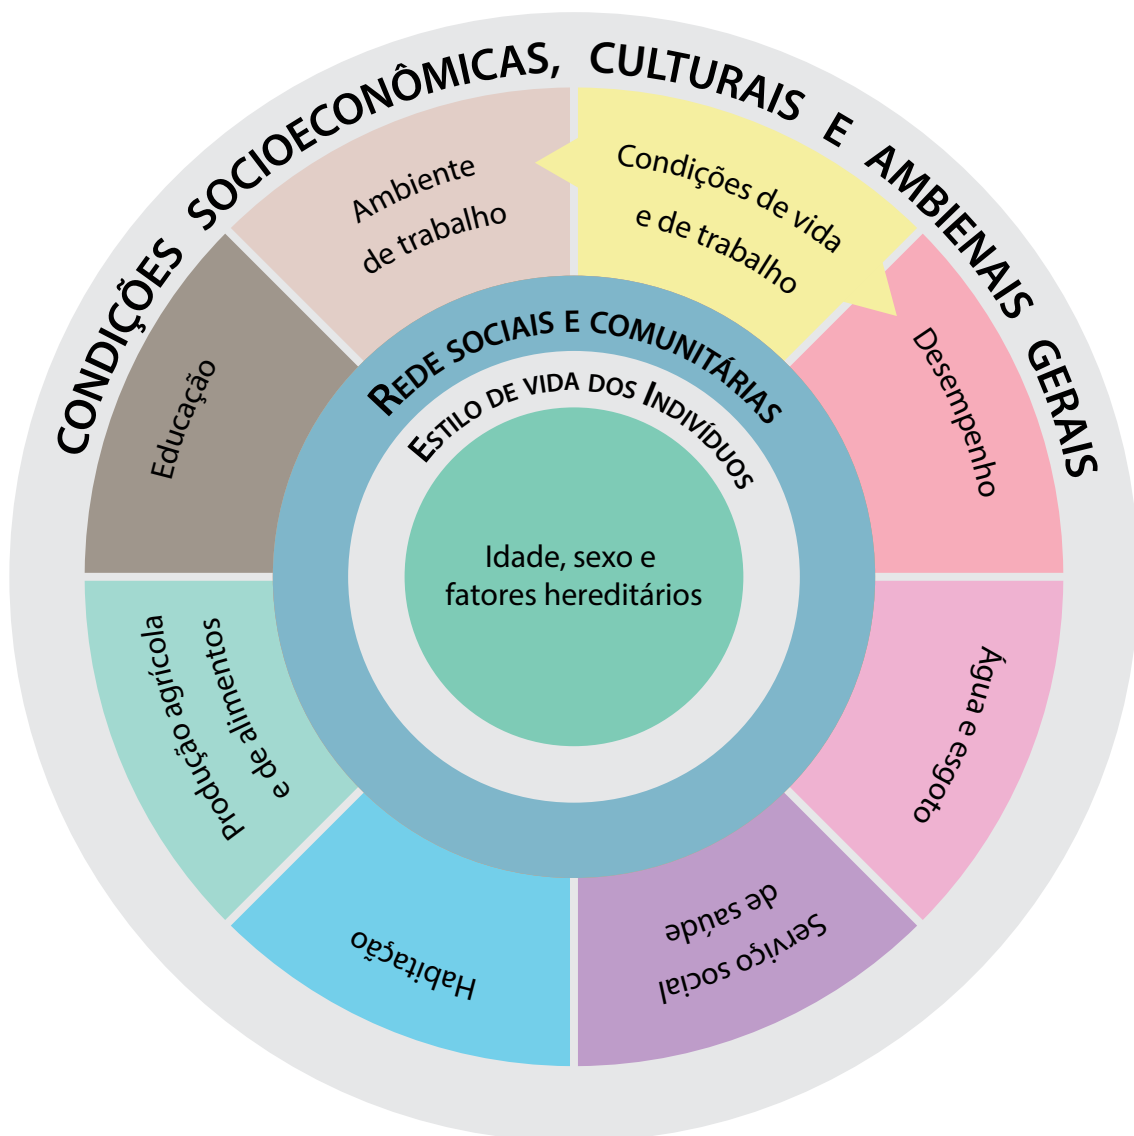 CONDIÇÕES SOCIOECONÔMICAS, CULTURAIS E AMBIENAIS GERAIS
Ambiente
de trabalho
Condições de vida
e de trabalho
Desempenho
Água e esgoto
Serviço social
de saúde
Habitação
Produção agrícola
e de alimentos
Educação
REDE SOCIAIS E COMUNITÁRIAS
ESTILO DE VIDA DOS INDIVÍDUOS
Idade, sexo e
fatores hereditários